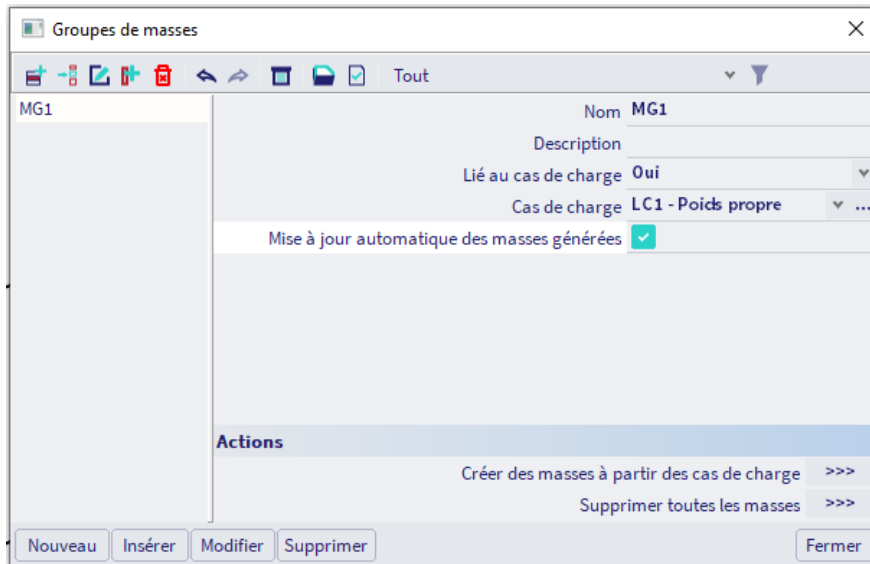 Groupes de masses
Tout
MG1
Nom MG1
Description
Lié au cas de charge Oui
Cas de charge LC1 - Poids propre ...
Mise à jour automatique des masses générées
Actions
Créer des masses à partir des cas de charge >>>
Supprimer toutes les masses >>>
Nouveau Insérer Modifier Supprimer Fermer